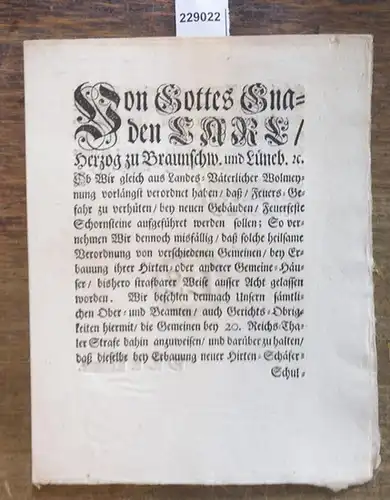 229022
Von Gottes Gna=
den CARL /
Herzog zu Braunschw. und Lüneb. ꝛc.
Ob Wir gleich aus Landes=Väterlicher Wolmey=
nung vorlängst verordnet haben / daß / Feuers=Ge=
fahr zu verhüten / bey neuen Gebäuden / Feuerfeste
Schornsteine aufgeführet werden sollen; So ver=
nehmen Wir dennoch mißfällig / daß solche heilsame
Verordnung von verschiedenen Gemeinen / bey Er=
bauung ihrer Hirten=oder anderer Gemeine=Häu=
ser / bishero strafbarer Weise ausser Acht gelassen
worden. Wir befehlen demnach Unsern sämtli=
chen Ober= und Beamten / auch Gerichts=Obrig=
keiten hiermit / die Gemeinen bey 20. Reichs=Tha=
ler Strafe dahin anzuweisen / und darüber zu halten /
daß dieselbe bey Erbauung neuer Hirten=Schäfer=
Schul=